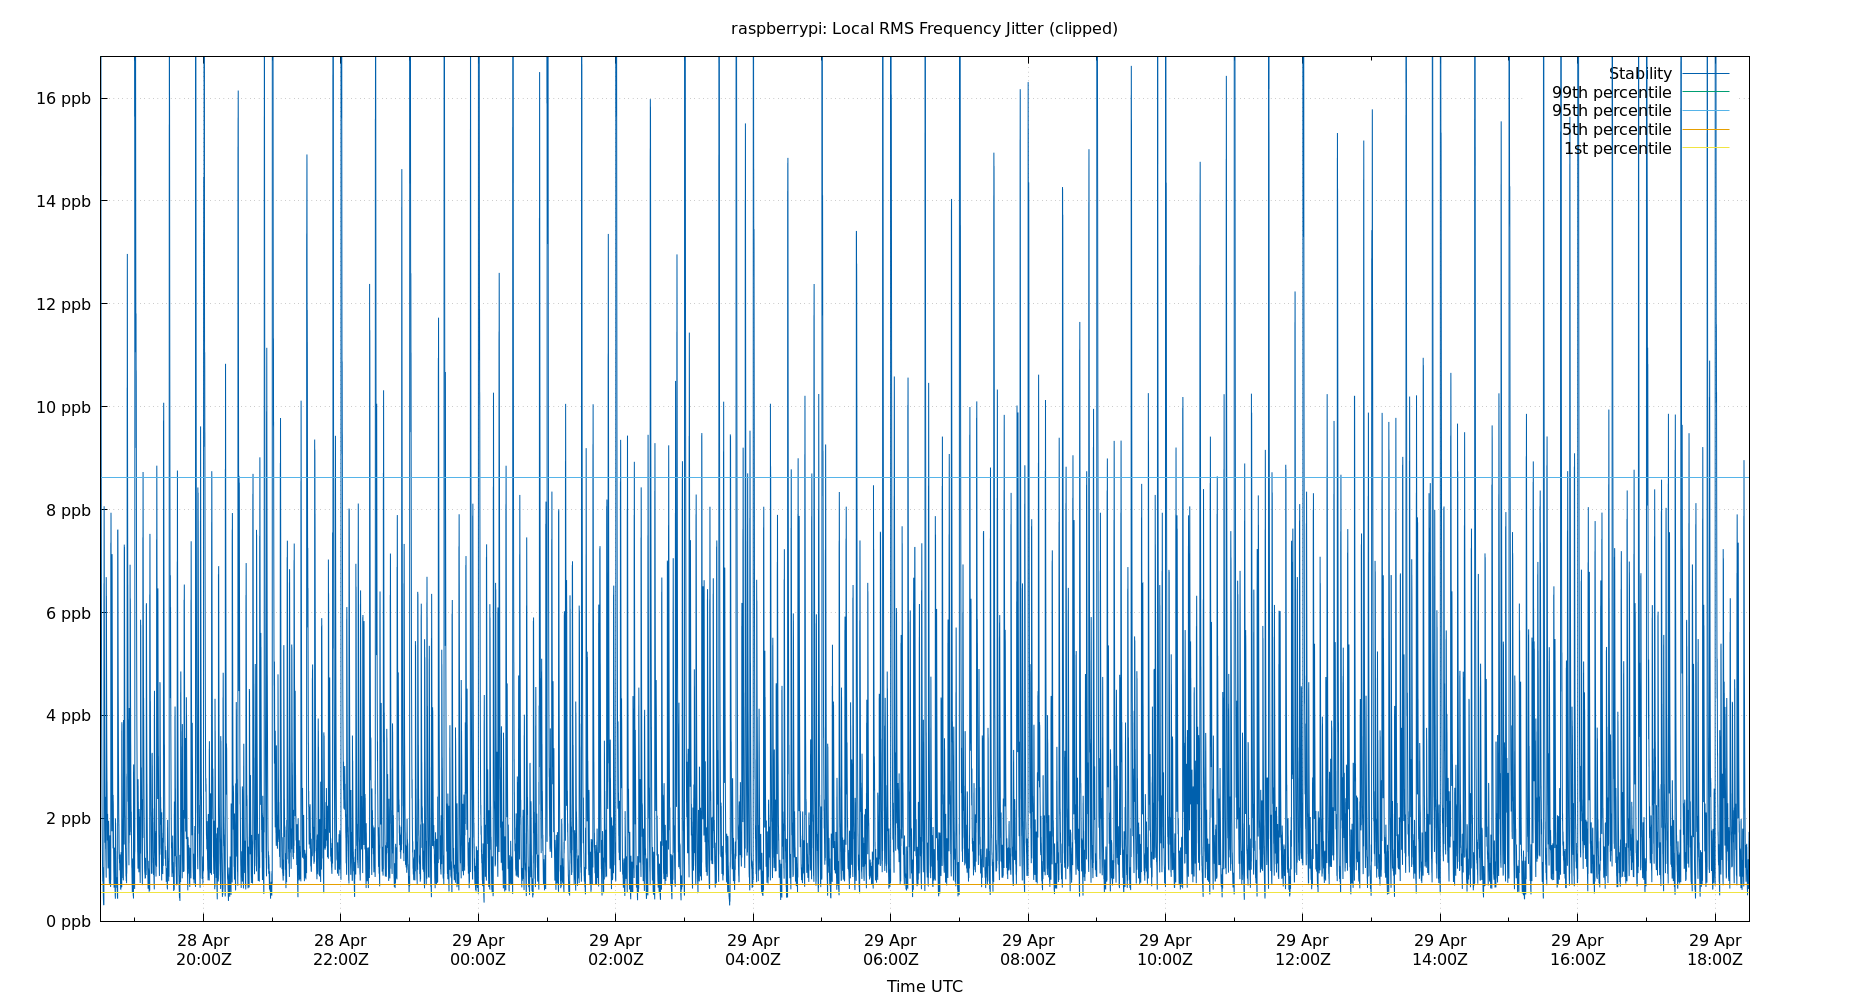 raspberrypi: Local RMS Frequency Jitter (clipped)
Stability
99th percentile
95th percentile
5th percentile
1st percentile
16 ppb
14 ppb
12 ppb
10 ppb
8 ppb
6 ppb
4 ppb
2 ppb
0 ppb
28 Apr 28 Apr 29 Apr 29 Apr 29 Apr 29 Apr 29 Apr 29 Apr 29 Apr 29 Apr 29 Apr 29 Apr
20:00Z 22:00Z 00:00Z 02:00Z 04:00Z 06:00Z 08:00Z 10:00Z 12:00Z 14:00Z 16:00Z 18:00Z
Time UTC